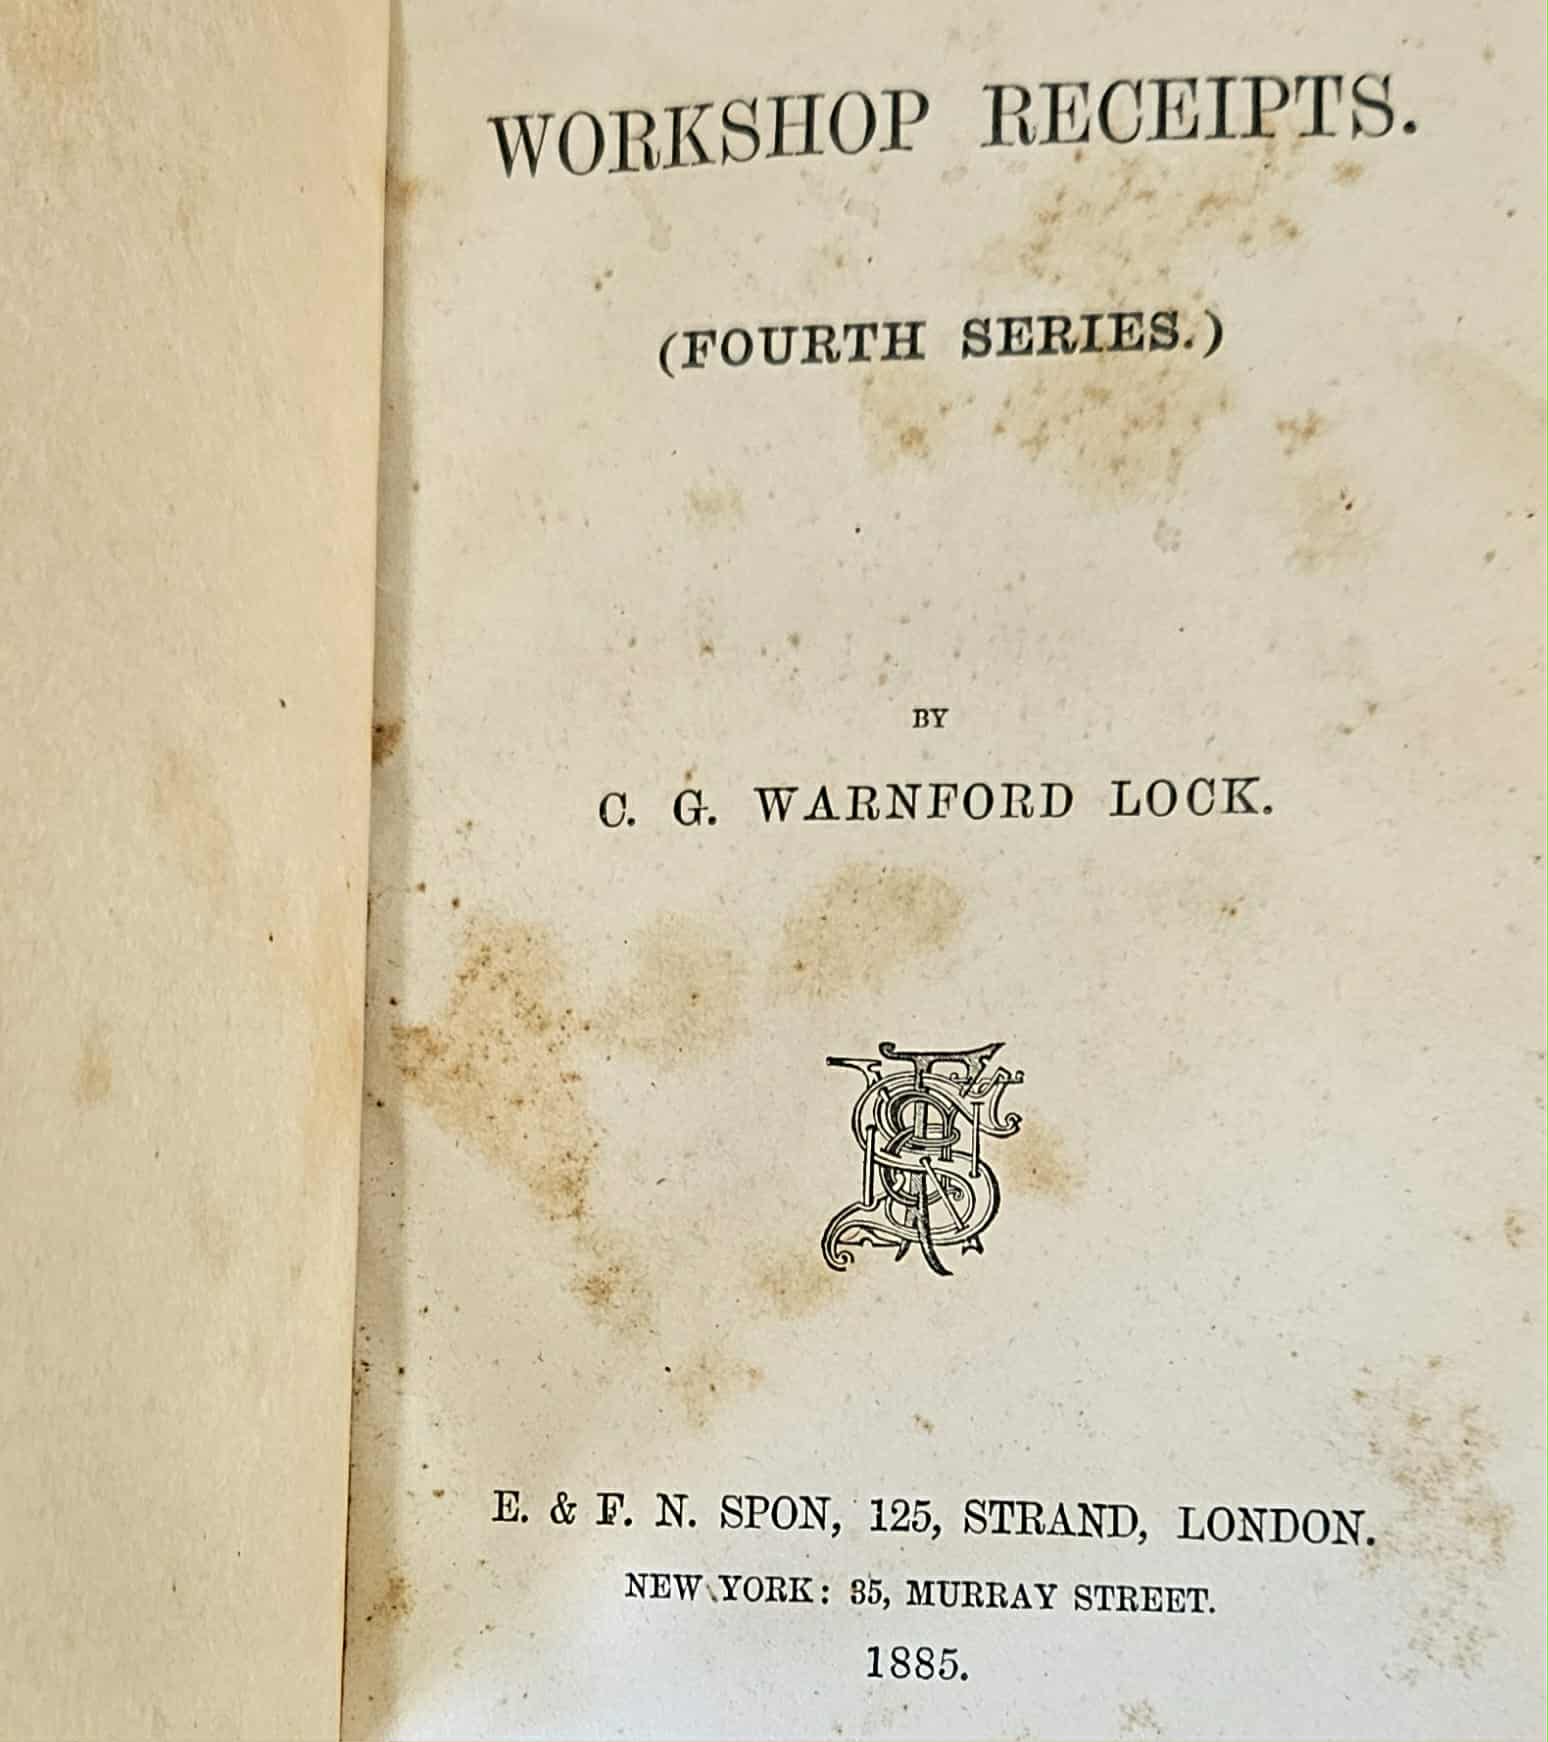 WORKSHOP RECEIPTS.
(FOURTH SERIES.)
BY
C. G. WARNFORD LOCK.
E. & F. N. SPON, 125, STRAND, LONDON.
NEW YORK: 35, MURRAY STREET.
1885.